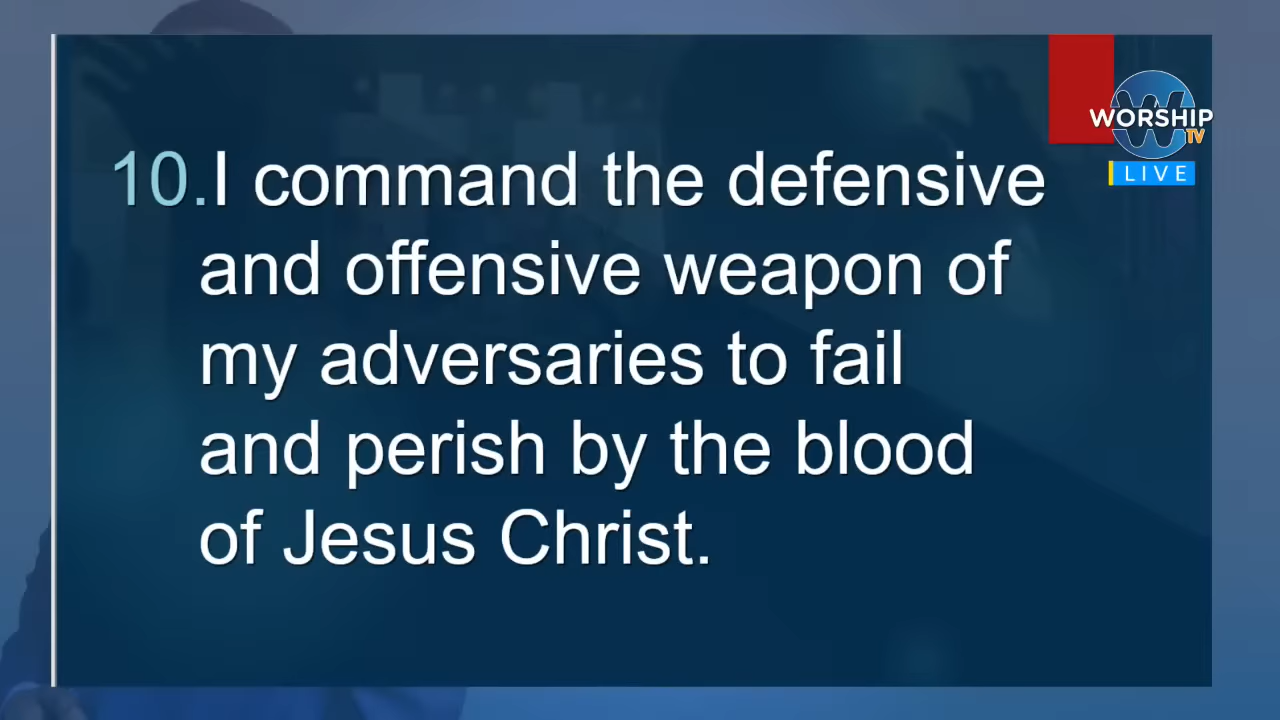 WORSHIP
TV
LIVE
10.I command the defensive
and offensive weapon of
my adversaries to fail
and perish by the blood
of Jesus Christ.